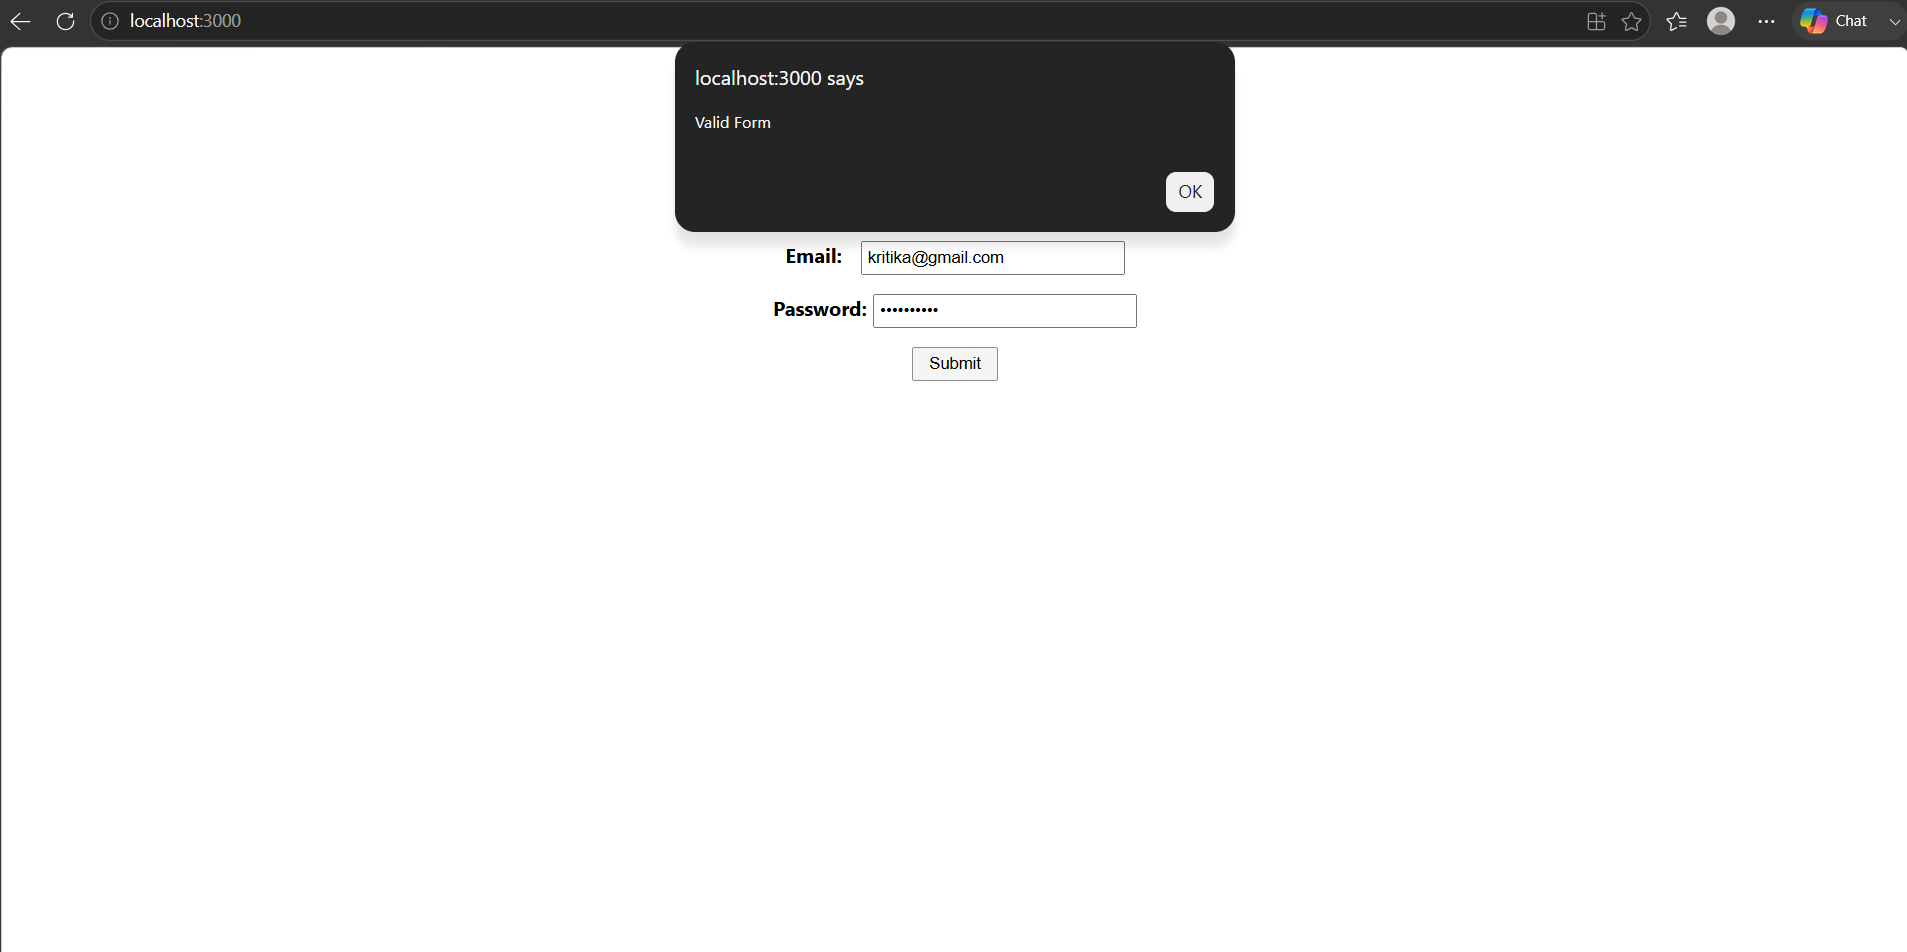 localhost:3000
Chat
localhost:3000 says
Valid Form
OK
Email: kritika@gmail.com
Password: ••••••••••
Submit